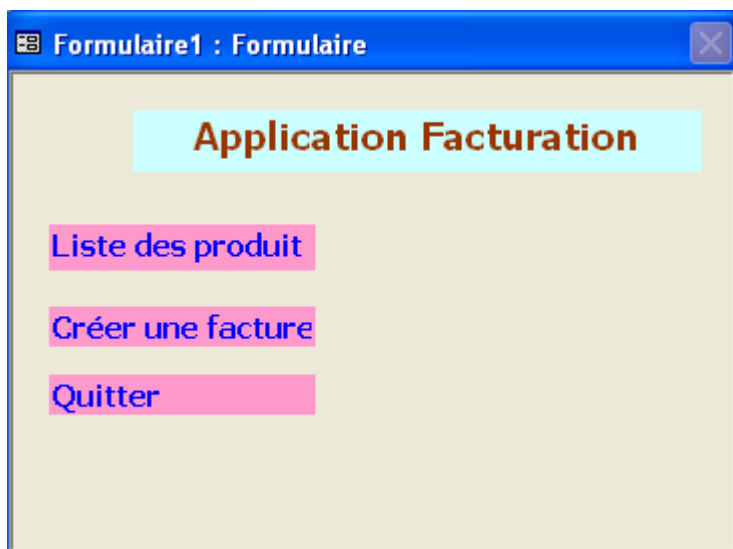 Formulaire1 : Formulaire
Application Facturation
Liste des produit
Créer une facture
Quitter